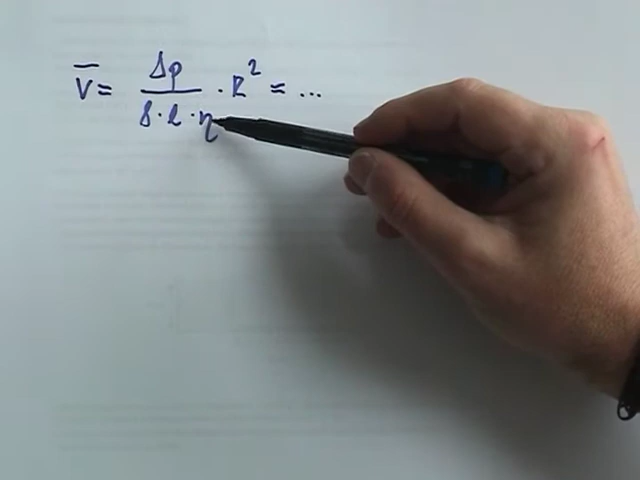 v̄ = Δp / (8·l·η) · R² = ...